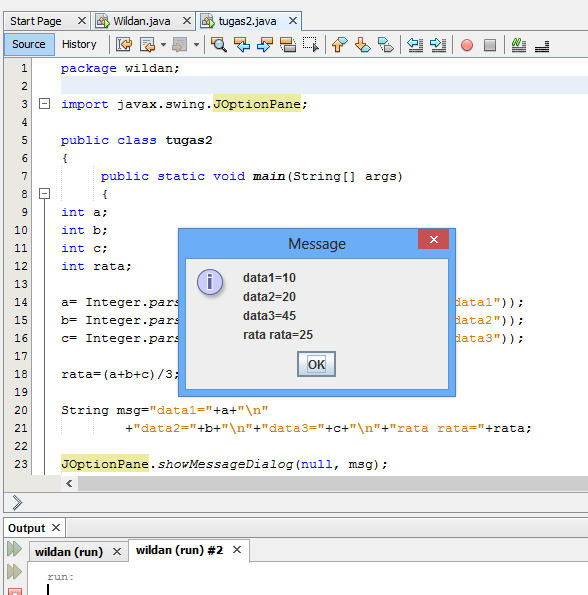 Start Page Wildan.java tugas2.java
Source History
1 package wildan;
2
3 import javax.swing.JOptionPane;
4
5 public class tugas2
6 {
7 public static void main(String[] args)
8 {
9 int a;
10 int b;
11 int c;
12 int rata;
13
14 a= Integer.pars data1"));
15 b= Integer.pars data2"));
16 c= Integer.pars data3"));
17
18 rata=(a+b+c)/3;
19
20 String msg="data1="+a+"\n"
21 +"data2="+b+"\n"+"data3="+c+"\n"+"rata rata="+rata;
22
23 JOptionPane.showMessageDialog(null, msg);
Message
data1=10
data2=20
data3=45
rata rata=25
OK
Output
wildan (run) wildan (run) #2
run: